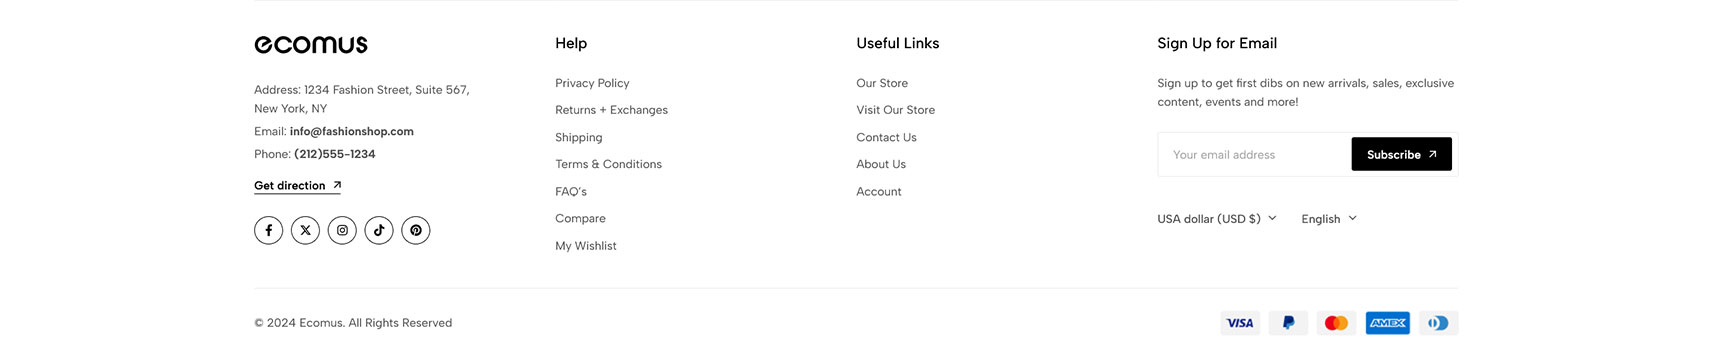 ecomus
Address: 1234 Fashion Street, Suite 567,
New York, NY
Email: info@fashionshop.com
Phone: (212)555-1234
Get direction
Help
Privacy Policy
Returns + Exchanges
Shipping
Terms & Conditions
FAQ's
Compare
My Wishlist
Useful Links
Our Store
Visit Our Store
Contact Us
About Us
Account
Sign Up for Email
Sign up to get first dibs on new arrivals, sales, exclusive
content, events and more!
Your email address
Subscribe
USA dollar (USD $)
English
© 2024 Ecomus. All Rights Reserved
VISA
AMEX